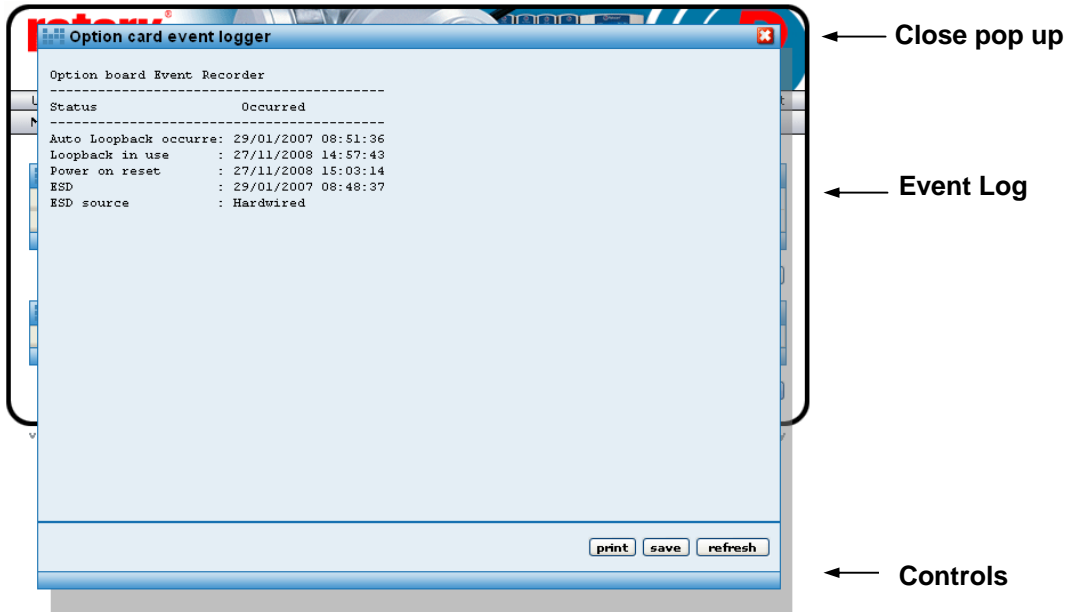 Option card event logger
Close pop up
Option board Event Recorder
-----------------------------------------
Status Occurred
-----------------------------------------
Auto Loopback occurre: 29/01/2007 08:51:36
Loopback in use : 27/11/2008 14:57:43
Power on reset : 27/11/2008 15:03:14
ESD : 29/01/2007 08:48:37
ESD source : Hardwired
Event Log
print save refresh
Controls